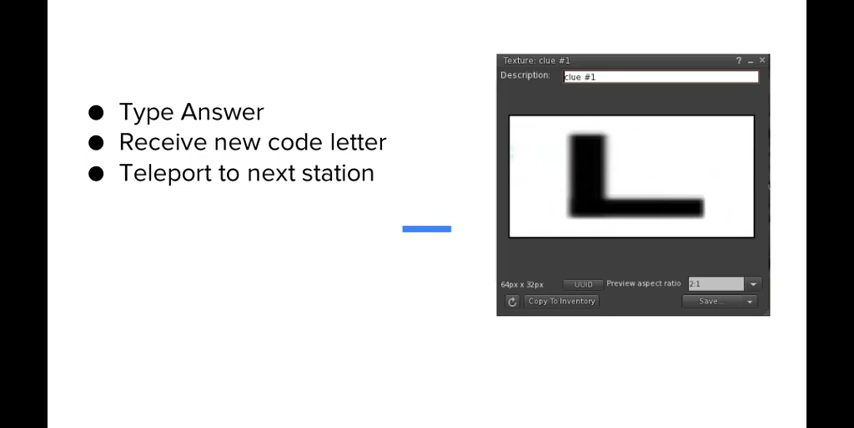 Texture: clue #1
? _ ×
Description: clue #1
● Type Answer
● Receive new code letter
● Teleport to next station
L
64px x 32px UUID Preview aspect ratio 2:1
Copy To Inventory Save...